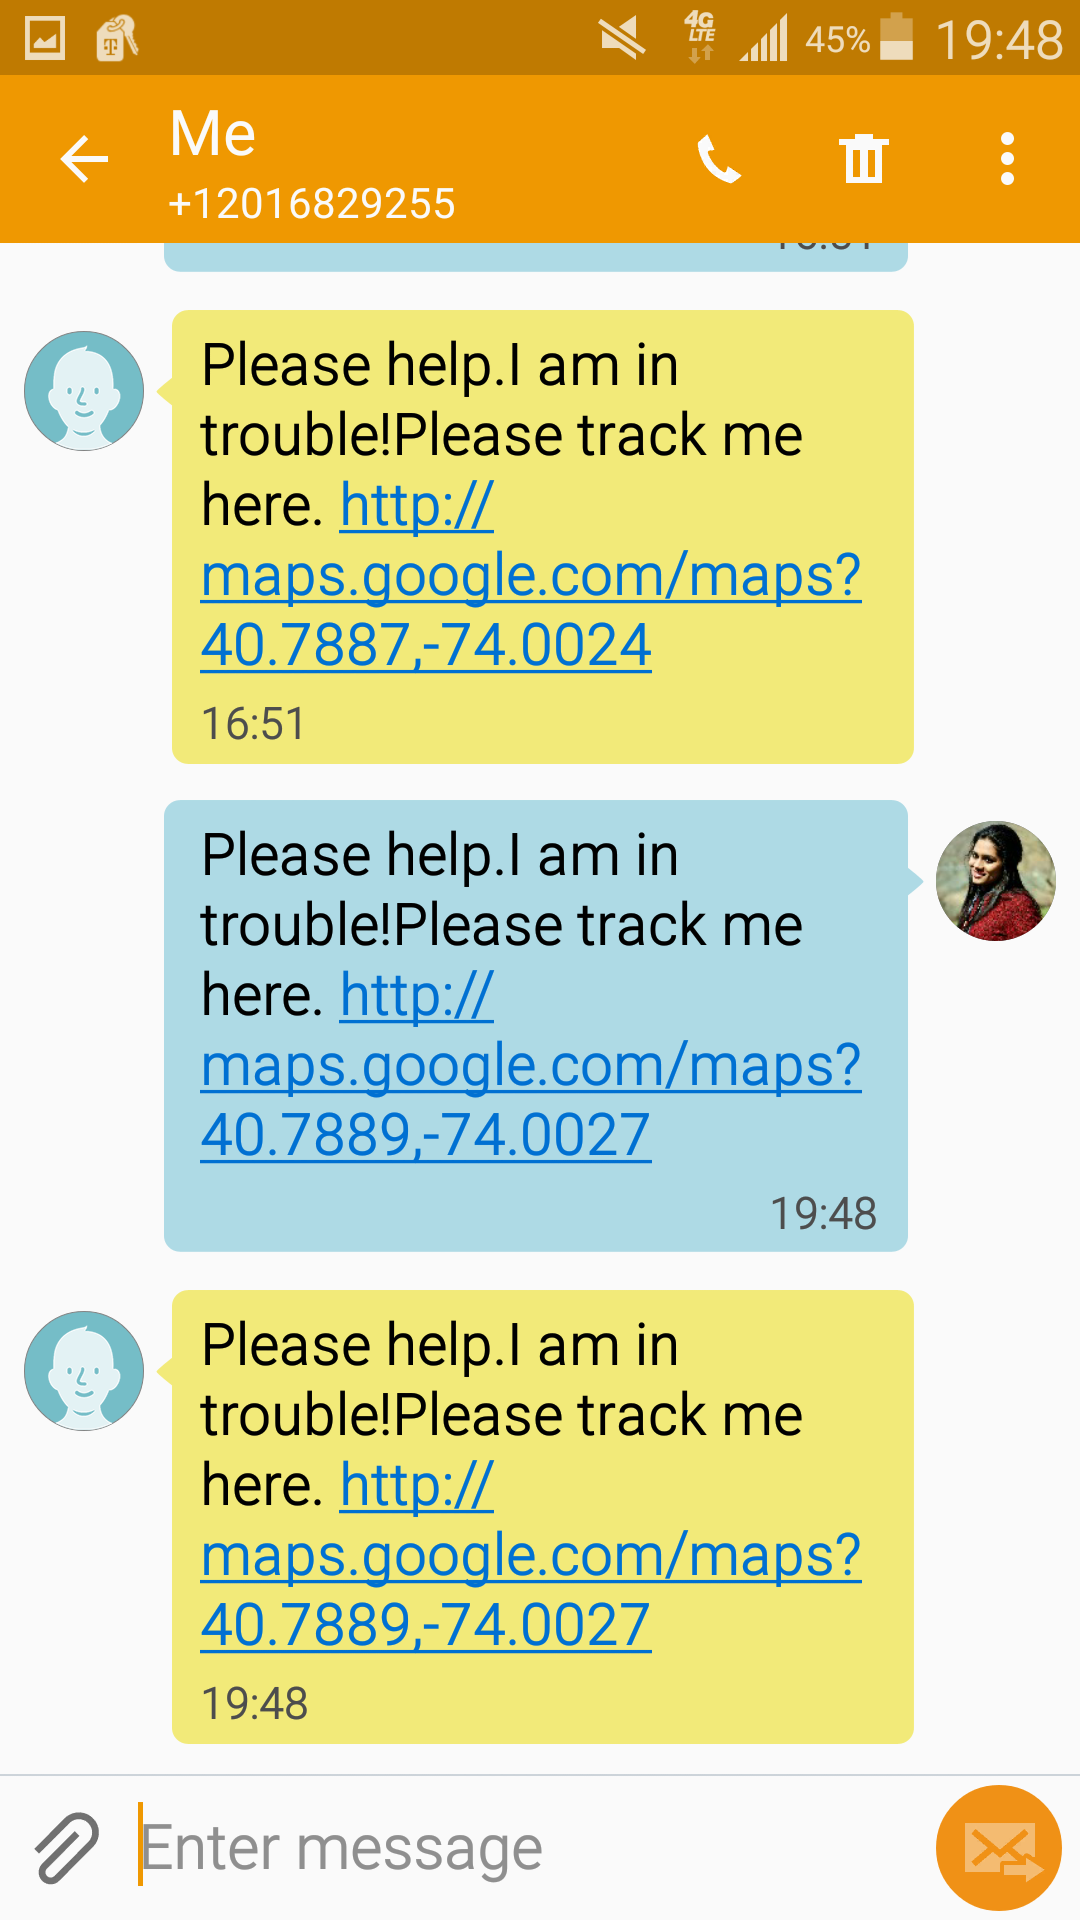 4G
LTE
45%
19:48
Me
+12016829255
Please help.I am in
trouble!Please track me
here. http://
maps.google.com/maps?
40.7887,-74.0024
16:51
Please help.I am in
trouble!Please track me
here. http://
maps.google.com/maps?
40.7889,-74.0027
19:48
Please help.I am in
trouble!Please track me
here. http://
maps.google.com/maps?
40.7889,-74.0027
19:48
Enter message